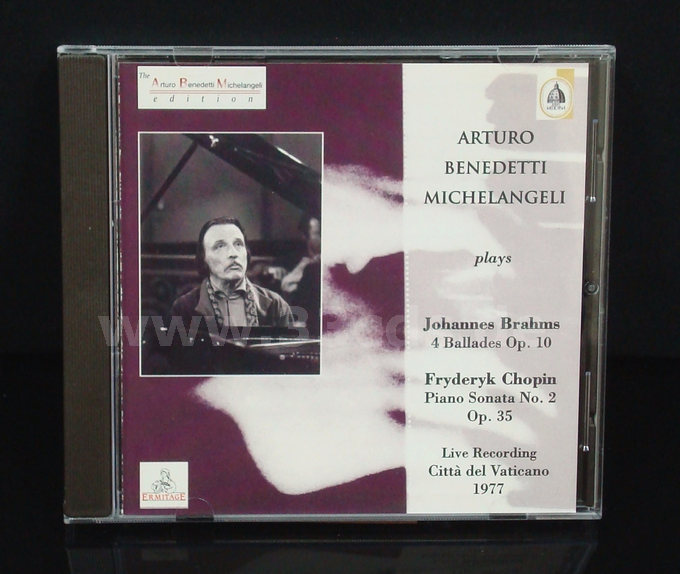 The Arturo Benedetti Michelangeli
edition
ARTURO
BENEDETTI
MICHELANGELI
plays
Johannes Brahms
4 Ballades Op. 10
Fryderyk Chopin
Piano Sonata No. 2
Op. 35
Live Recording
Città del Vaticano
1977
ERMITAGE